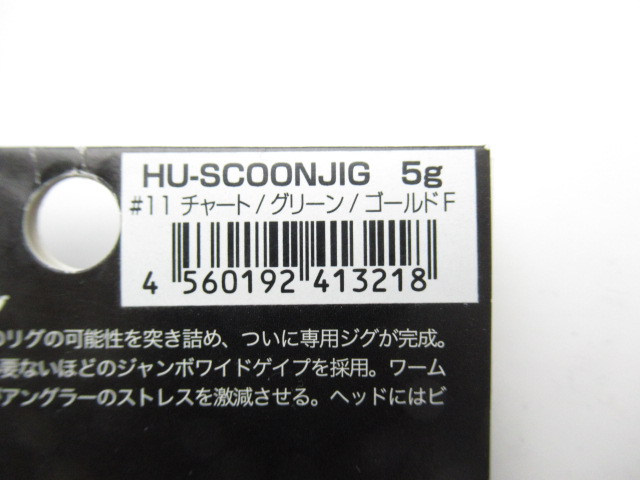 HU-SCOONJIG 5g
#11 チャート/グリーン/ゴールドF
4 560192 413218
リグの可能性を突き詰め、ついに専用ジグが完成。
要ないほどのジャンボワイドゲイプを採用。ワーム
アングラーのストレスを激減させる。ヘッドにはビ